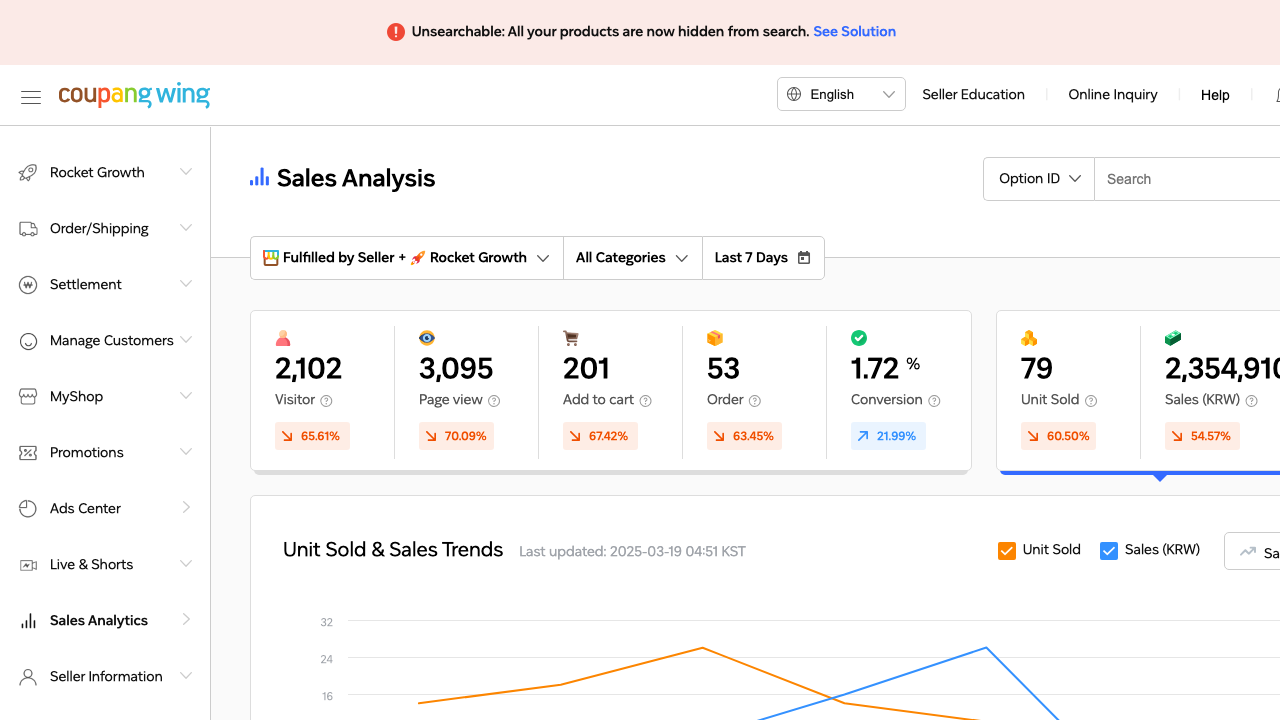 Unsearchable: All your products are now hidden from search. See Solution
coupang wing
English
Seller Education
Online Inquiry
Help
Rocket Growth
Order/Shipping
Settlement
Manage Customers
MyShop
Promotions
Ads Center
Live & Shorts
Sales Analytics
Seller Information
Sales Analysis
Option ID
Search
Fulfilled by Seller + Rocket Growth
All Categories
Last 7 Days
2,102
Visitor
65.61%
3,095
Page view
70.09%
201
Add to cart
67.42%
53
Order
63.45%
1.72 %
Conversion
21.99%
79
Unit Sold
60.50%
2,354,910
Sales (KRW)
54.57%
Unit Sold & Sales Trends
Last updated: 2025-03-19 04:51 KST
Unit Sold
Sales (KRW)
Sa
32
24
16